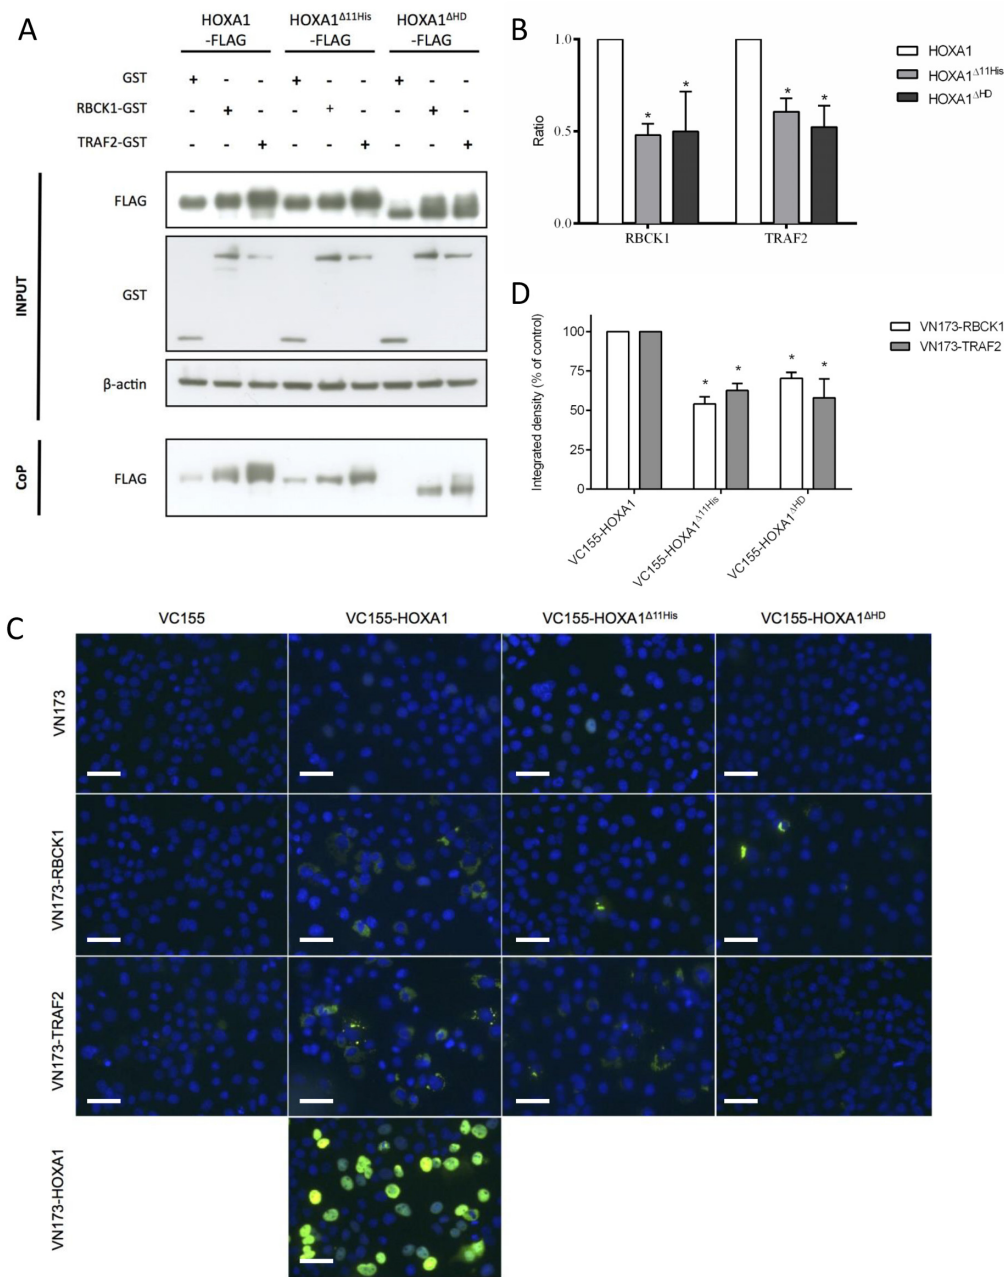 A
HOXA1 HOXA1Δ11His HOXA1ΔHD
-FLAG -FLAG -FLAG
GST + - - + - - + - -
RBCK1-GST - + - - + - - + -
TRAF2-GST - - + - - + - - +
INPUT
FLAG
GST
β-actin
CoP
FLAG
B
1.0
0.5
0.0
Ratio
* * * *
RBCK1 TRAF2
HOXA1
HOXA1Δ11His
HOXA1ΔHD
D
100
75
50
25
0
Integrated density (% of control)
* * * *
VC155-HOXA1
VC155-HOXA1Δ11His
VC155-HOXA1ΔHD
VN173-RBCK1
VN173-TRAF2
C
VC155 VC155-HOXA1 VC155-HOXA1Δ11His VC155-HOXA1ΔHD
VN173
VN173-RBCK1
VN173-TRAF2
VN173-HOXA1